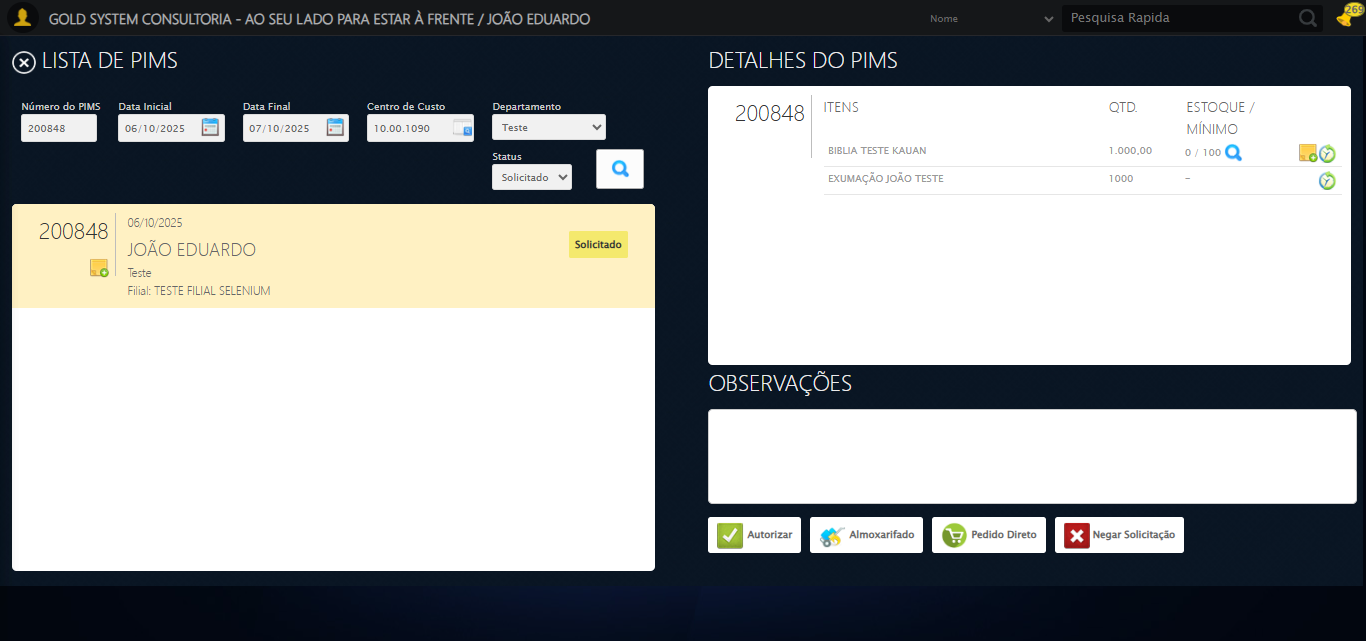 GOLD SYSTEM CONSULTORIA - AO SEU LADO PARA ESTAR À FRENTE / JOÃO EDUARDO
Nome
Pesquisa Rapida
269
LISTA DE PIMS
Número do PIMS
Data Inicial
Data Final
Centro de Custo
Departamento
200848
06/10/2025
07/10/2025
10.00.1090
Teste
Status
Solicitado
200848
06/10/2025
JOÃO EDUARDO
Teste
Filial: TESTE FILIAL SELENIUM
Solicitado
DETALHES DO PIMS
200848
ITENS
QTD.
ESTOQUE /
MÍNIMO
BIBLIA TESTE KAUAN
1.000,00
0 / 100
EXUMAÇÃO JOÃO TESTE
1000
–
OBSERVAÇÕES
Autorizar
Almoxarifado
Pedido Direto
Negar Solicitação